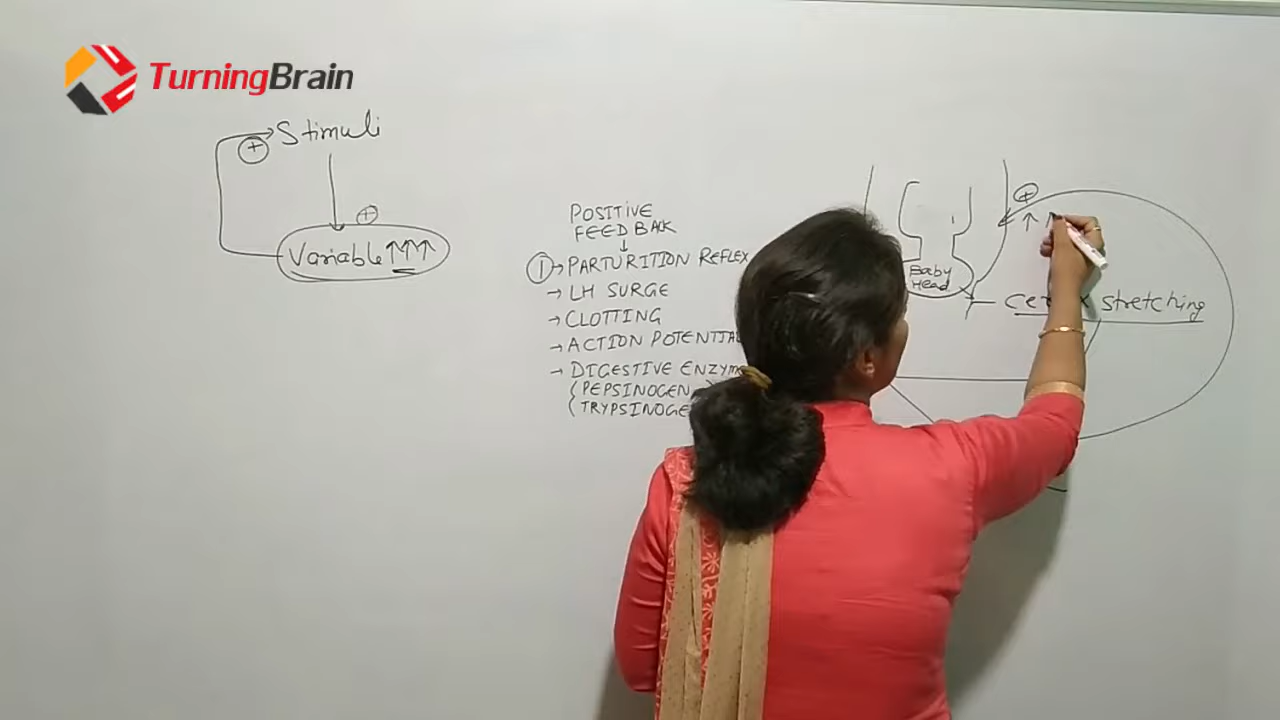 TurningBrain
+ Stimuli
+
Variable ↑↑↑↑
POSITIVE
FEEDBACK
↓
① → PARTURITION REFLEX
→ LH SURGE
→ CLOTTING
→ ACTION POTENTIAL
→ DIGESTIVE ENZYM
(PEPSINOGEN
(TRYPSINOGE
+
↑
Baby
Head
stretching